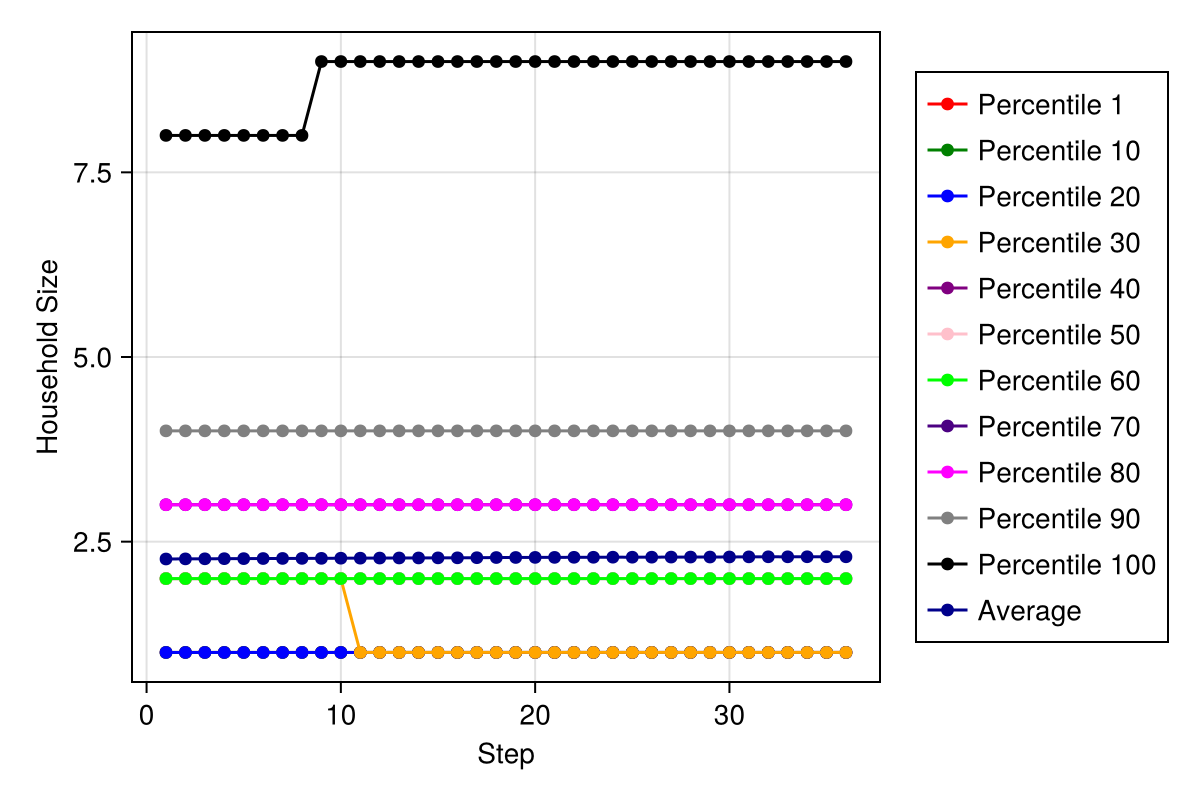 Household Size
7.5
5.0
2.5
0
10
20
30
Step
Percentile 1
Percentile 10
Percentile 20
Percentile 30
Percentile 40
Percentile 50
Percentile 60
Percentile 70
Percentile 80
Percentile 90
Percentile 100
Average